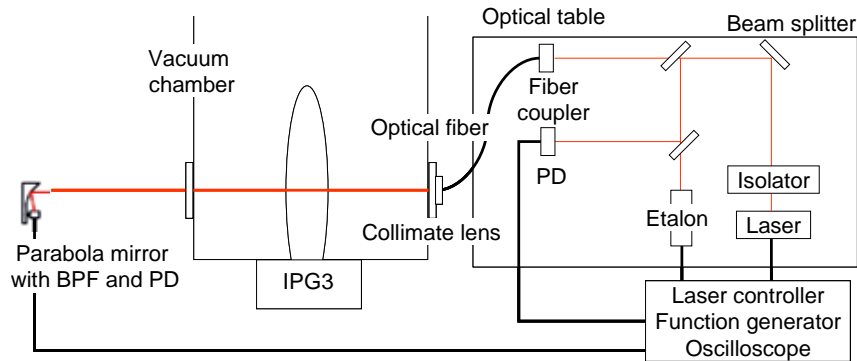 Optical table
Beam splitter
Vacuum
chamber
Fiber
coupler
Optical fiber
PD
Isolator
Etalon
Laser
Collimate lens
Parabola mirror
with BPF and PD
IPG3
Laser controller
Function generator
Oscilloscope